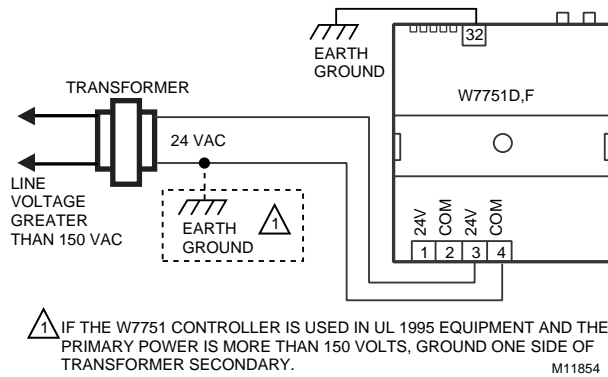 32
EARTH
GROUND
TRANSFORMER
W7751D,F
24 VAC
LINE
VOLTAGE
GREATER
THAN 150 VAC
EARTH
GROUND
1
24V
COM
24V
COM
1 2 3 4
1 IF THE W7751 CONTROLLER IS USED IN UL 1995 EQUIPMENT AND THE
PRIMARY POWER IS MORE THAN 150 VOLTS, GROUND ONE SIDE OF
TRANSFORMER SECONDARY.
M11854